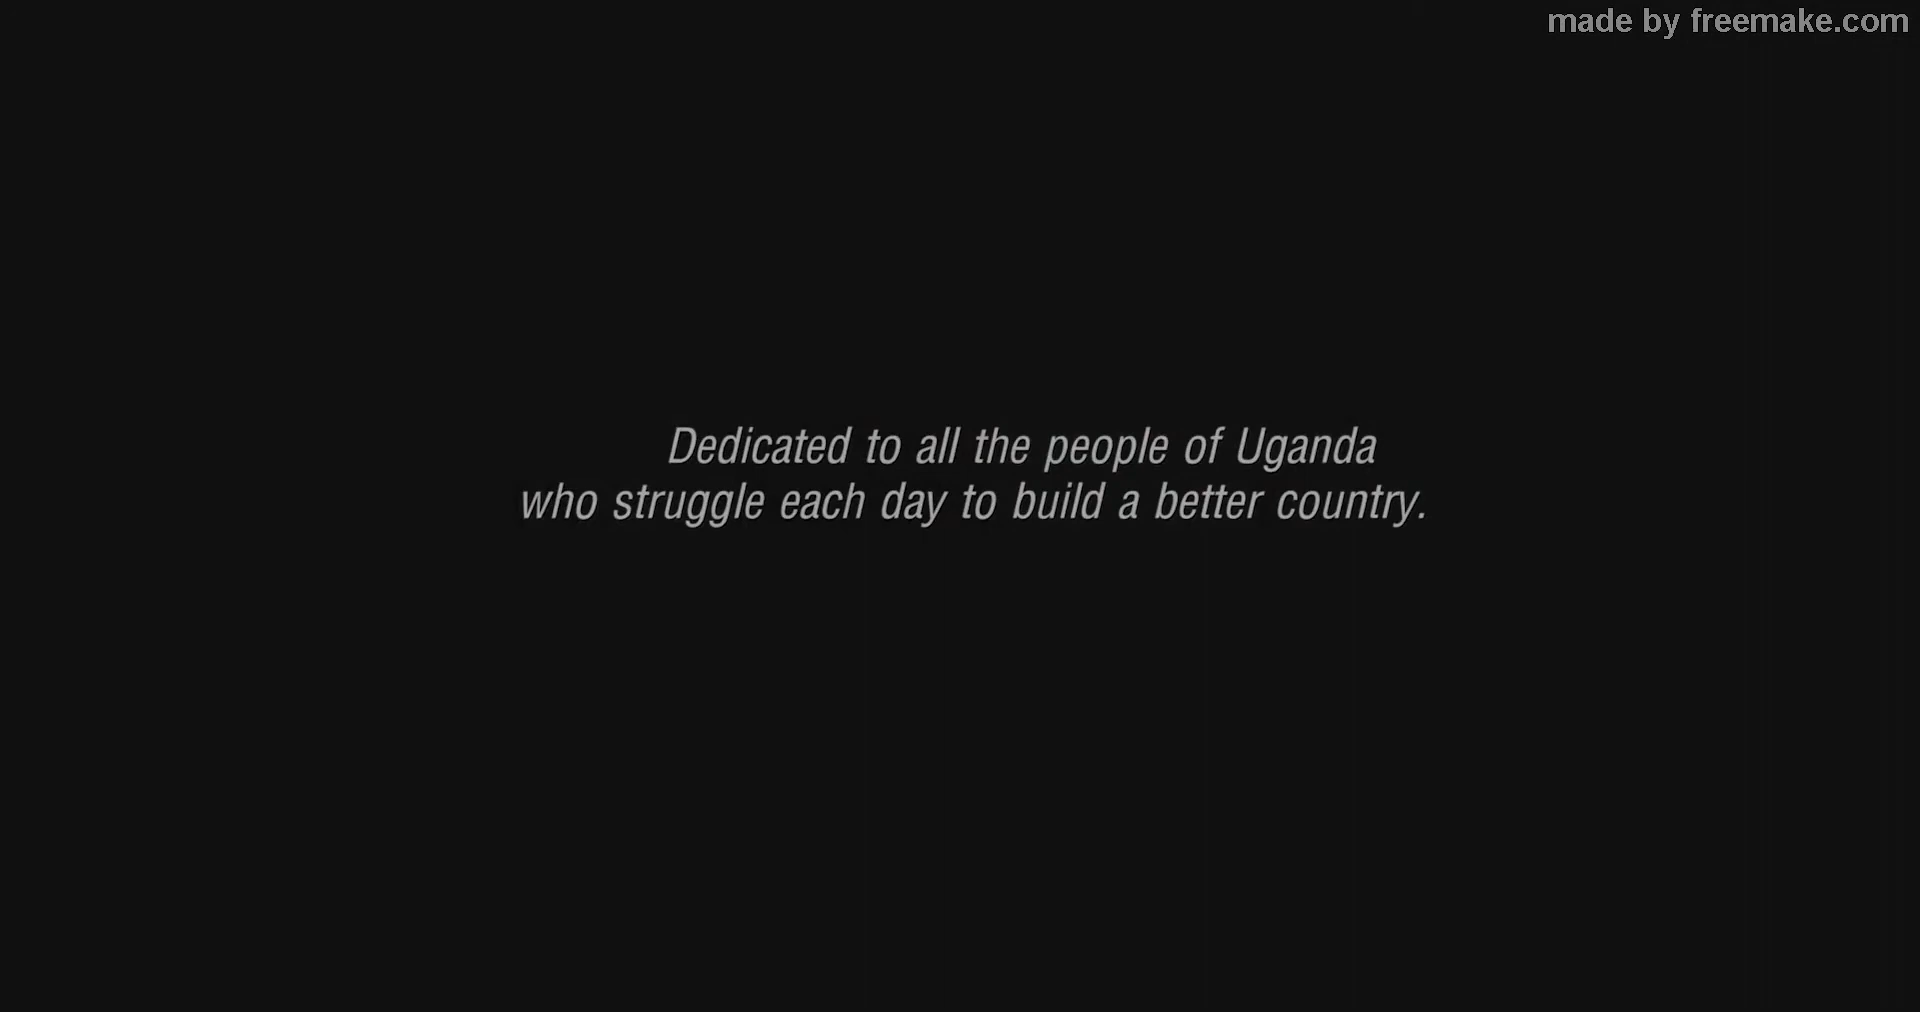 made by freemake.com
Dedicated to all the people of Uganda
who struggle each day to build a better country.